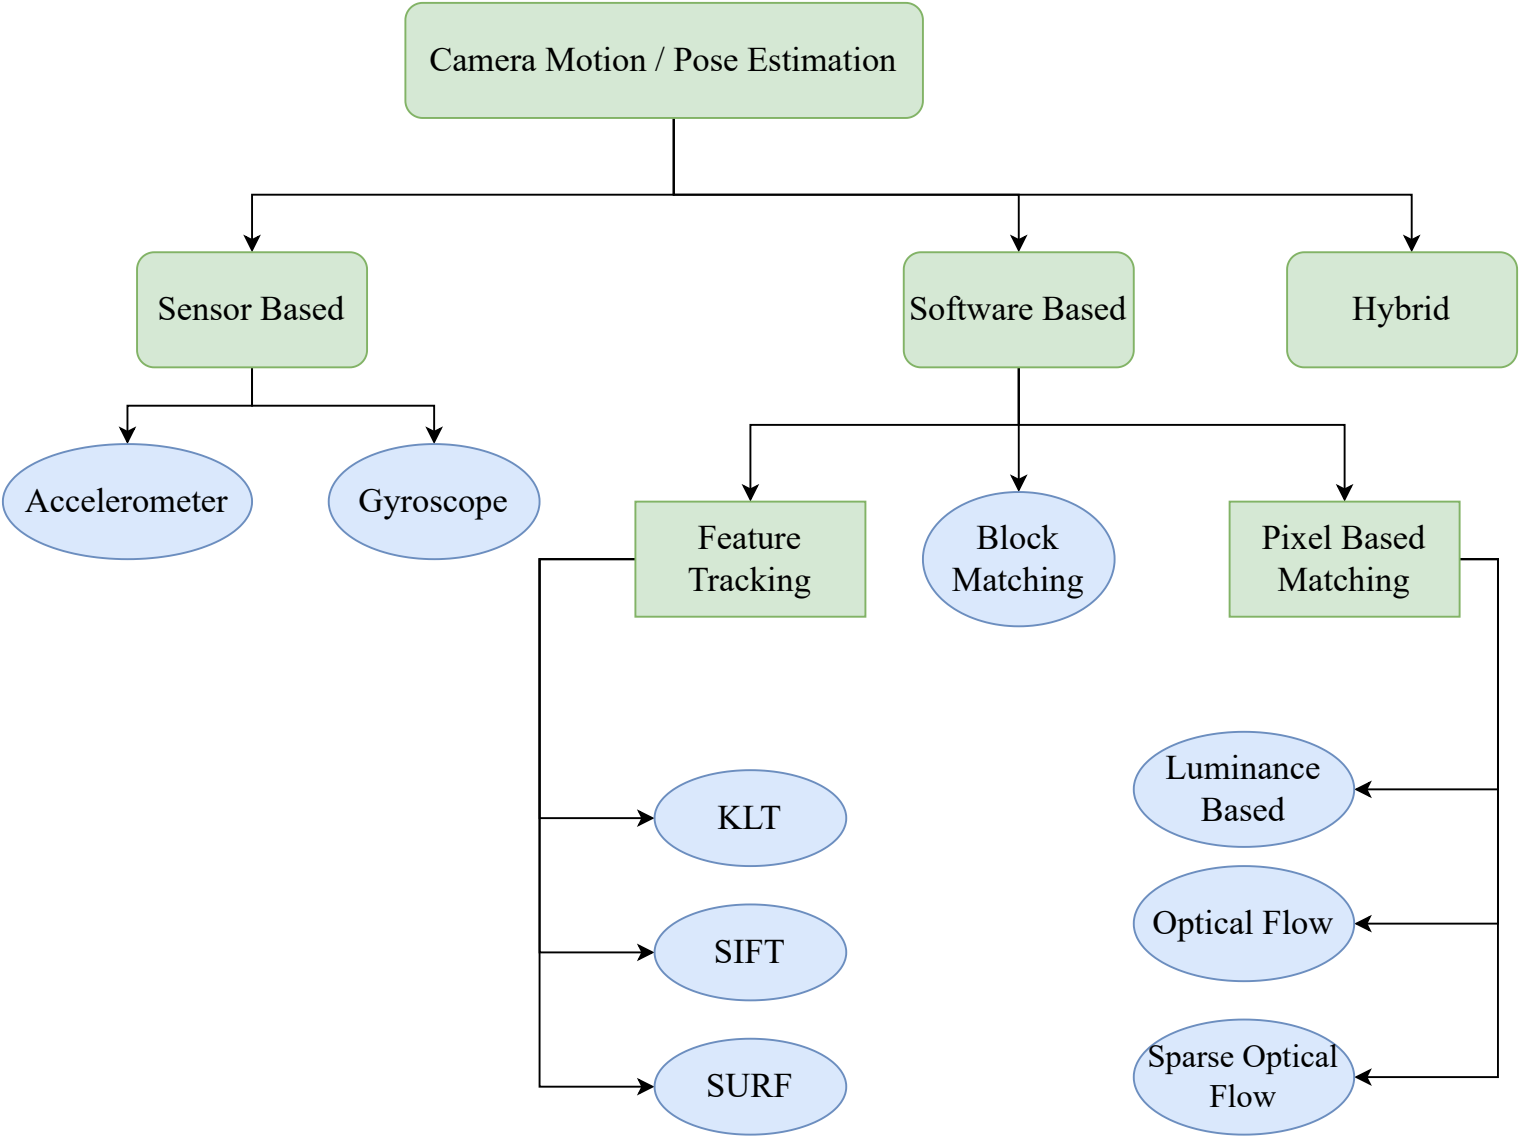 Camera Motion / Pose Estimation
Sensor Based
Software Based
Hybrid
Accelerometer
Gyroscope
Feature
Tracking
Block
Matching
Pixel Based
Matching
KLT
SIFT
SURF
Luminance
Based
Optical Flow
Sparse Optical
Flow